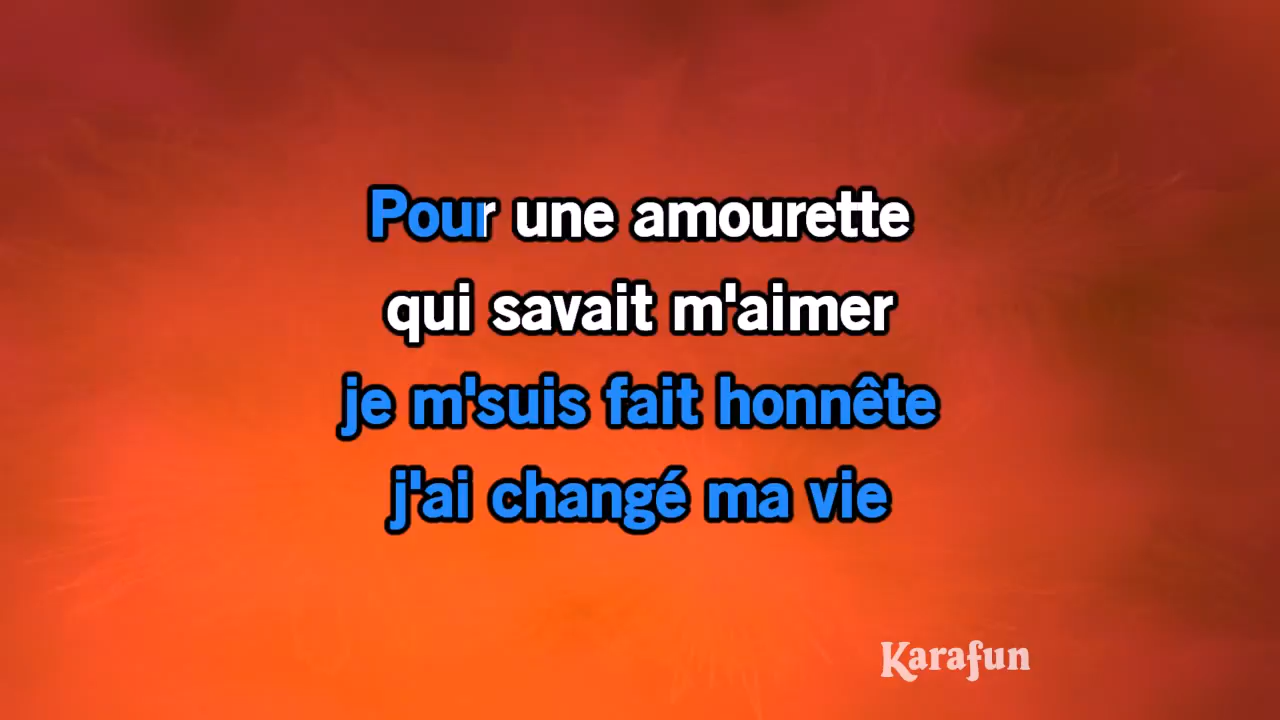 Pour une amourette
qui savait m'aimer
je m'suis fait honnête
j'ai changé ma vie
Karafun